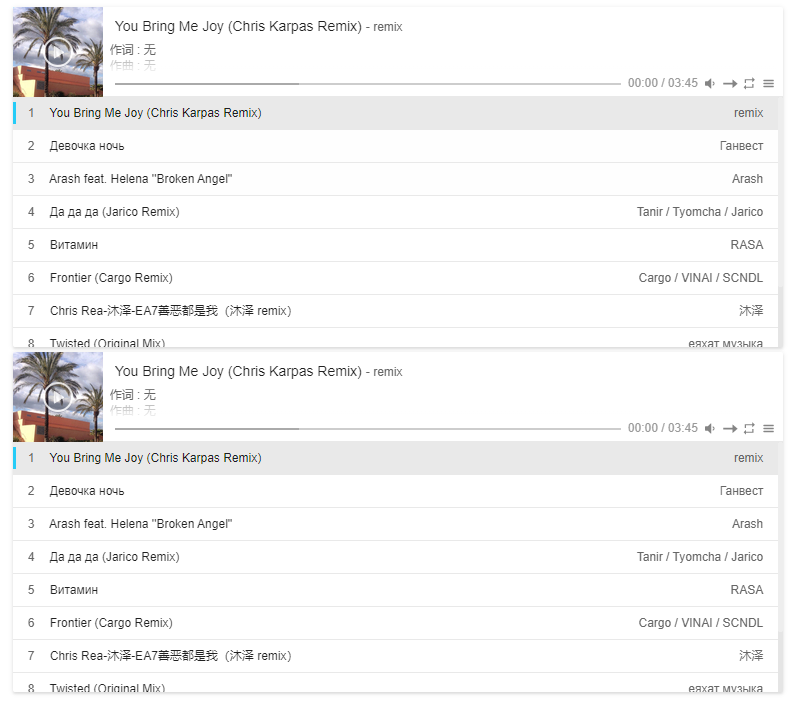 You Bring Me Joy (Chris Karpas Remix) - remix
作词 : 无
作曲 : 无
00:00 / 03:45
1 You Bring Me Joy (Chris Karpas Remix) remix
2 Девочка ночь Ганвест
3 Arash feat. Helena "Broken Angel" Arash
4 Да да да (Jarico Remix) Tanir / Tyomcha / Jarico
5 Витамин RASA
6 Frontier (Cargo Remix) Cargo / VINAI / SCNDL
7 Chris Rea-沐泽-EA7善恶都是我（沐泽 remix） 沐泽
8 Twisted (Original Mix) еяхат музыка
You Bring Me Joy (Chris Karpas Remix) - remix
作词 : 无
作曲 : 无
00:00 / 03:45
1 You Bring Me Joy (Chris Karpas Remix) remix
2 Девочка ночь Ганвест
3 Arash feat. Helena "Broken Angel" Arash
4 Да да да (Jarico Remix) Tanir / Tyomcha / Jarico
5 Витамин RASA
6 Frontier (Cargo Remix) Cargo / VINAI / SCNDL
7 Chris Rea-沐泽-EA7善恶都是我（沐泽 remix） 沐泽
8 Twisted (Original Mix) еяхат музыка